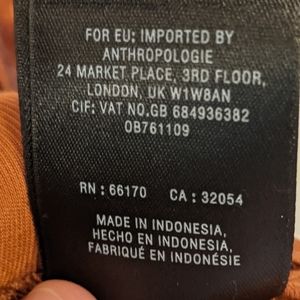 FOR EU: IMPORTED BY
ANTHROPOLOGIE
24 MARKET PLACE, 3RD FLOOR,
LONDON, UK W1W8AN
CIF: VAT NO.GB 684936382
OB761109
RN : 66170 CA : 32054
MADE IN INDONESIA,
HECHO EN INDONESIA,
FABRIQUÉ EN INDONÉSIE